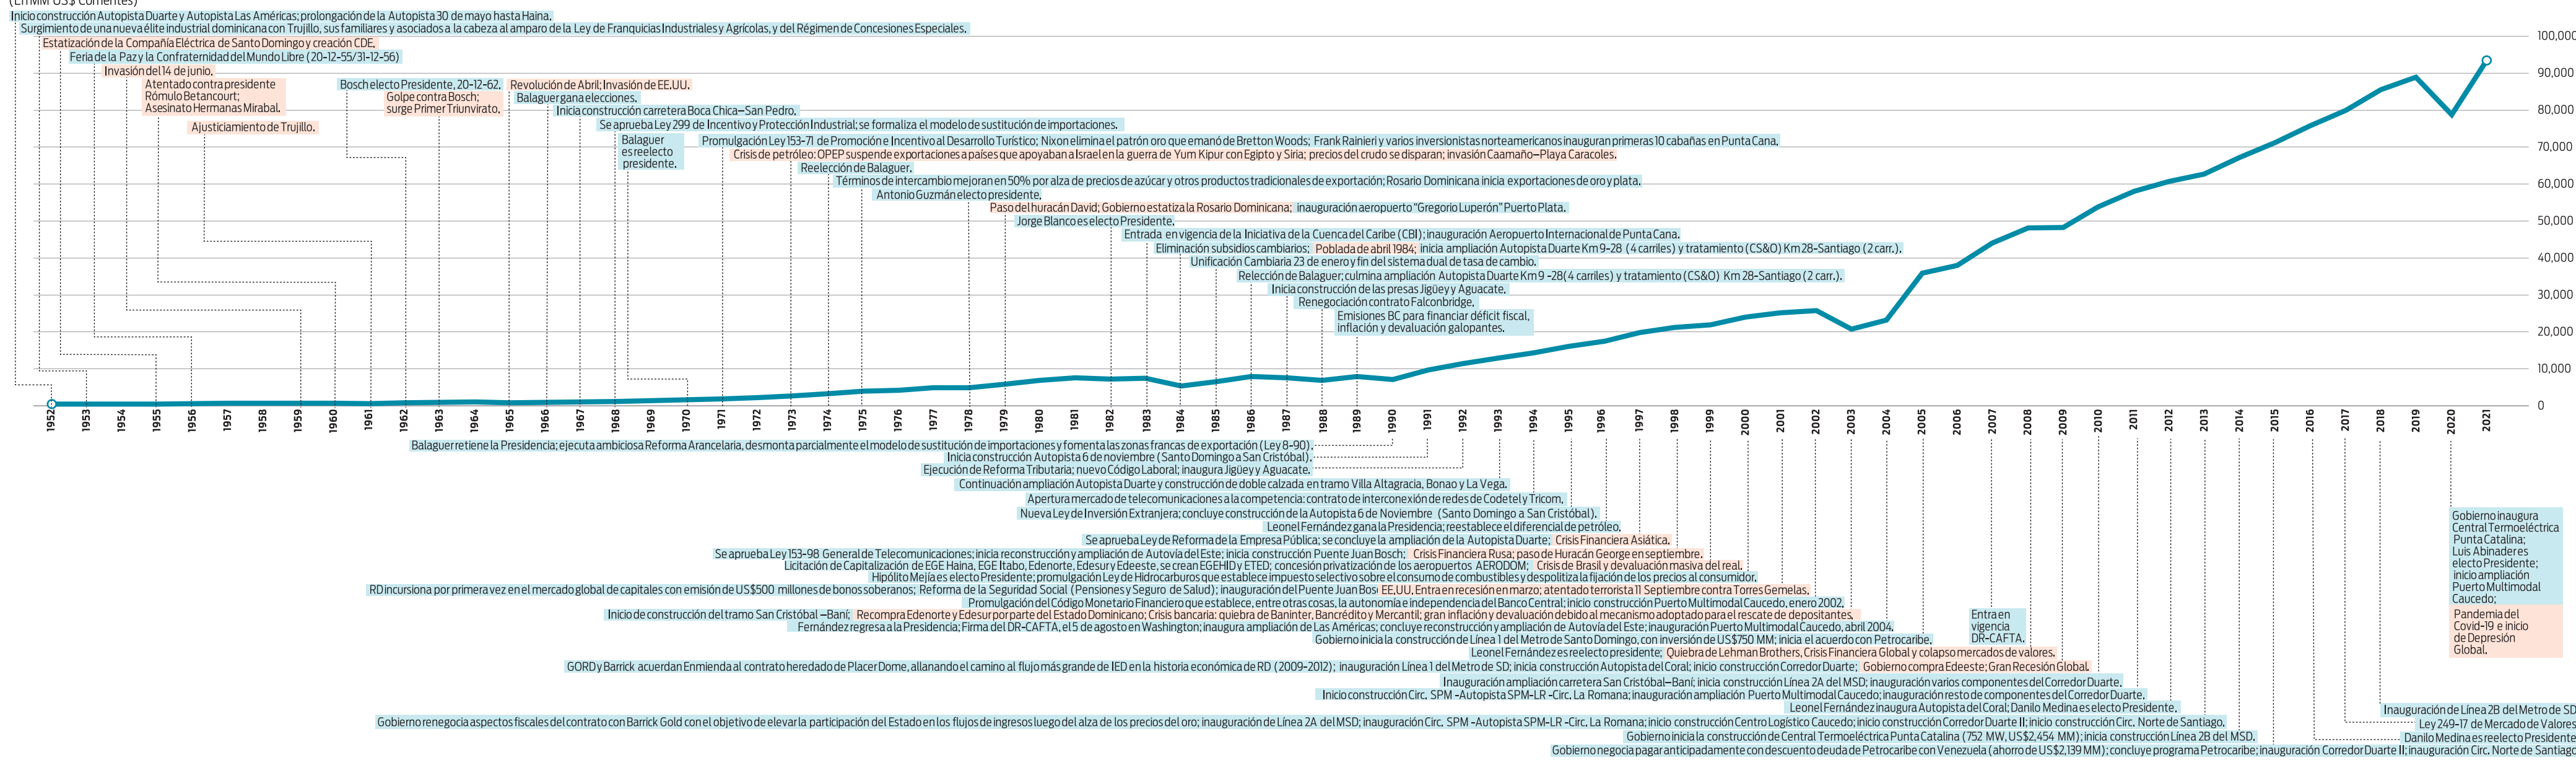 (En MM US$ Corrientes)
Inicio construcción Autopista Duarte y Autopista Las Américas; prolongación de la Autopista 30 de mayo hasta Haina.
Surgimiento de una nueva élite industrial dominicana con Trujillo, sus familiares y asociados a la cabeza al amparo de la Ley de Franquicias Industriales y Agrícolas, y del Régimen de Concesiones Especiales.
Estatización de la Compañía Eléctrica de Santo Domingo y creación CDE.
Feria de la Paz y la Confraternidad del Mundo Libre (20-12-55/31-12-56)
Invasión del 14 de junio.
Atentado contra presidente
Rómulo Betancourt;
Asesinato Hermanas Mirabal.
Ajusticiamiento de Trujillo.
Bosch electo Presidente, 20-12-62.
Golpe contra Bosch;
surge Primer Triunvirato.
Revolución de Abril; Invasión de EE.UU.
Balaguer gana elecciones.
Inicia construcción carretera Boca Chica–San Pedro.
Se aprueba Ley 299 de Incentivo y Protección Industrial; se formaliza el modelo de sustitución de importaciones.
Balaguer
es reelecto
presidente.
Promulgación Ley 153-71 de Promoción e Incentivo al Desarrollo Turístico; Nixon elimina el patrón oro que emanó de Bretton Woods; Frank Rainieri y varios inversionistas norteamericanos inauguran primeras 10 cabañas en Punta Cana.
Crisis de petróleo: OPEP suspende exportaciones a países que apoyaban a Israel en la guerra de Yum Kipur con Egipto y Siria; precios del crudo se disparan; invasión Caamaño–Playa Caracoles.
Reelección de Balaguer.
Términos de intercambio mejoran en 50% por alza de precios de azúcar y otros productos tradicionales de exportación; Rosario Dominicana inicia exportaciones de oro y plata.
Antonio Guzmán electo presidente.
Paso del huracán David; Gobierno estatiza la Rosario Dominicana; inauguración aeropuerto "Gregorio Luperón" Puerto Plata.
Jorge Blanco es electo Presidente.
Entrada en vigencia de la Iniciativa de la Cuenca del Caribe (CBI); inauguración Aeropuerto Internacional de Punta Cana.
Eliminación subsidios cambiarios; Poblada de abril 1984; inicia ampliación Autopista Duarte Km 9-28 (4 carriles) y tratamiento (CS&O) Km 28-Santiago (2 carr.).
Unificación Cambiaria 23 de enero y fin del sistema dual de tasa de cambio.
Relección de Balaguer; culmina ampliación Autopista Duarte Km 9 -28(4 carriles) y tratamiento (CS&O) Km 28-Santiago (2 carr.).
Inicia construcción de las presas Jigüey y Aguacate.
Renegociación contrato Falconbridge.
Emisiones BC para financiar déficit fiscal,
inflación y devaluación galopantes.
100,000
90,000
80,000
70,000
60,000
50,000
40,000
30,000
20,000
10,000
0
1952 1953 1954 1955 1956 1957 1958 1959 1960 1961 1962 1963 1964 1965 1966 1967 1968 1969 1970 1971 1972 1973 1974 1975 1976 1977 1978 1979 1980 1981 1982 1983 1984 1985 1986 1987 1988 1989 1990 1991 1992 1993 1994 1995 1996 1997 1998 1999 2000 2001 2002 2003 2004 2005 2006 2007 2008 2009 2010 2011 2012 2013 2014 2015 2016 2017 2018 2019 2020 2021
Balaguer retiene la Presidencia; ejecuta ambiciosa Reforma Arancelaria, desmonta parcialmente el modelo de sustitución de importaciones y fomenta las zonas francas de exportación (Ley 8-90).
Inicia construcción Autopista 6 de noviembre (Santo Domingo a San Cristóbal).
Ejecución de Reforma Tributaria; nuevo Código Laboral; inaugura Jigüey y Aguacate.
Continuación ampliación Autopista Duarte y construcción de doble calzada en tramo Villa Altagracia, Bonao y La Vega.
Apertura mercado de telecomunicaciones a la competencia: contrato de interconexión de redes de Codetel y Tricom.
Nueva Ley de Inversión Extranjera; concluye construcción de la Autopista 6 de Noviembre (Santo Domingo a San Cristóbal).
Leonel Fernández gana la Presidencia; reestablece el diferencial de petróleo.
Se aprueba Ley de Reforma de la Empresa Pública; se concluye la ampliación de la Autopista Duarte; Crisis Financiera Asiática.
Se aprueba Ley 153-98 General de Telecomunicaciones; inicia reconstrucción y ampliación de Autovía del Este; inicia construcción Puente Juan Bosch; Crisis Financiera Rusa; paso de Huracán George en septiembre.
Licitación de Capitalización de EGE Haina, EGE Itabo, Edenorte, Edesur y Edeeste, se crean EGEHID y ETED; concesión privatización de los aeropuertos AERODOM; Crisis de Brasil y devaluación masiva del real.
Hipólito Mejía es electo Presidente; promulgación Ley de Hidrocarburos que establece impuesto selectivo sobre el consumo de combustibles y despolitiza la fijación de los precios al consumidor.
RD incursiona por primera vez en el mercado global de capitales con emisión de US$500 millones de bonos soberanos; Reforma de la Seguridad Social (Pensiones y Seguro de Salud); inauguración del Puente Juan Bos EE.UU. Entra en recesión en marzo; atentado terrorista 11 Septiembre contra Torres Gemelas.
Promulgación del Código Monetario Financiero que establece, entre otras cosas, la autonomía e independencia del Banco Central; inicio construcción Puerto Multimodal Caucedo, enero 2002.
Inicio de construcción del tramo San Cristóbal –Baní; Recompra Edenorte y Edesur por parte del Estado Dominicano; Crisis bancaria: quiebra de Baninter, Bancrédito y Mercantil; gran inflación y devaluación debido al mecanismo adoptado para el rescate de depositantes.
Fernández regresa a la Presidencia; Firma del DR-CAFTA, el 5 de agosto en Washington; inaugura ampliación de Las Américas; concluye reconstrucción y ampliación de Autovía del Este; inauguración Puerto Multimodal Caucedo, abril 2004.
Gobierno inicia la construcción de Línea 1 del Metro de Santo Domingo, con inversión de US$750 MM; inicia el acuerdo con Petrocaribe.
Entra en
vigencia
DR-CAFTA.
Leonel Fernández es reelecto presidente; Quiebra de Lehman Brothers, Crisis Financiera Global y colapso mercados de valores.
GORD y Barrick acuerdan Enmienda al contrato heredado de Placer Dome, allanando el camino al flujo más grande de IED en la historia económica de RD (2009-2012); inauguración Línea 1 del Metro de SD; inicia construcción Autopista del Coral; inicio construcción Corredor Duarte; Gobierno compra Edeeste; Gran Recesión Global.
Inauguración ampliación carretera San Cristóbal–Baní; inicia construcción Línea 2A del MSD; inauguración varios componentes del Corredor Duarte.
Inicio construcción Circ. SPM -Autopista SPM-LR -Circ. La Romana; inauguración ampliación Puerto Multimodal Caucedo; inauguración resto de componentes del Corredor Duarte.
Leonel Fernández inaugura Autopista del Coral; Danilo Medina es electo Presidente.
Gobierno renegocia aspectos fiscales del contrato con Barrick Gold con el objetivo de elevar la participación del Estado en los flujos de ingresos luego del alza de los precios del oro; inauguración de Línea 2A del MSD; inauguración Circ. SPM -Autopista SPM-LR -Circ. La Romana; inicio construcción Centro Logístico Caucedo; inicio construcción Corredor Duarte II; inicio construcción Circ. Norte de Santiago.
Gobierno inicia la construcción de Central Termoeléctrica Punta Catalina (752 MW, US$2,454 MM); inicia construcción Línea 2B del MSD.
Gobierno negocia pagar anticipadamente con descuento deuda de Petrocaribe con Venezuela (ahorro de US$2,139 MM); concluye programa Petrocaribe; inauguración Corredor Duarte II; inauguración Circ. Norte de Santiago
Gobierno inaugura
Central Termoeléctrica
Punta Catalina;
Luis Abinader es
electo Presidente;
inicio ampliación
Puerto Multimodal
Caucedo;
Pandemia del
Covid-19 e inicio
de Depresión
Global.
Inauguración de Línea 2B del Metro de SD
Ley 249-17 de Mercado de Valores
Danilo Medina es reelecto Presidente